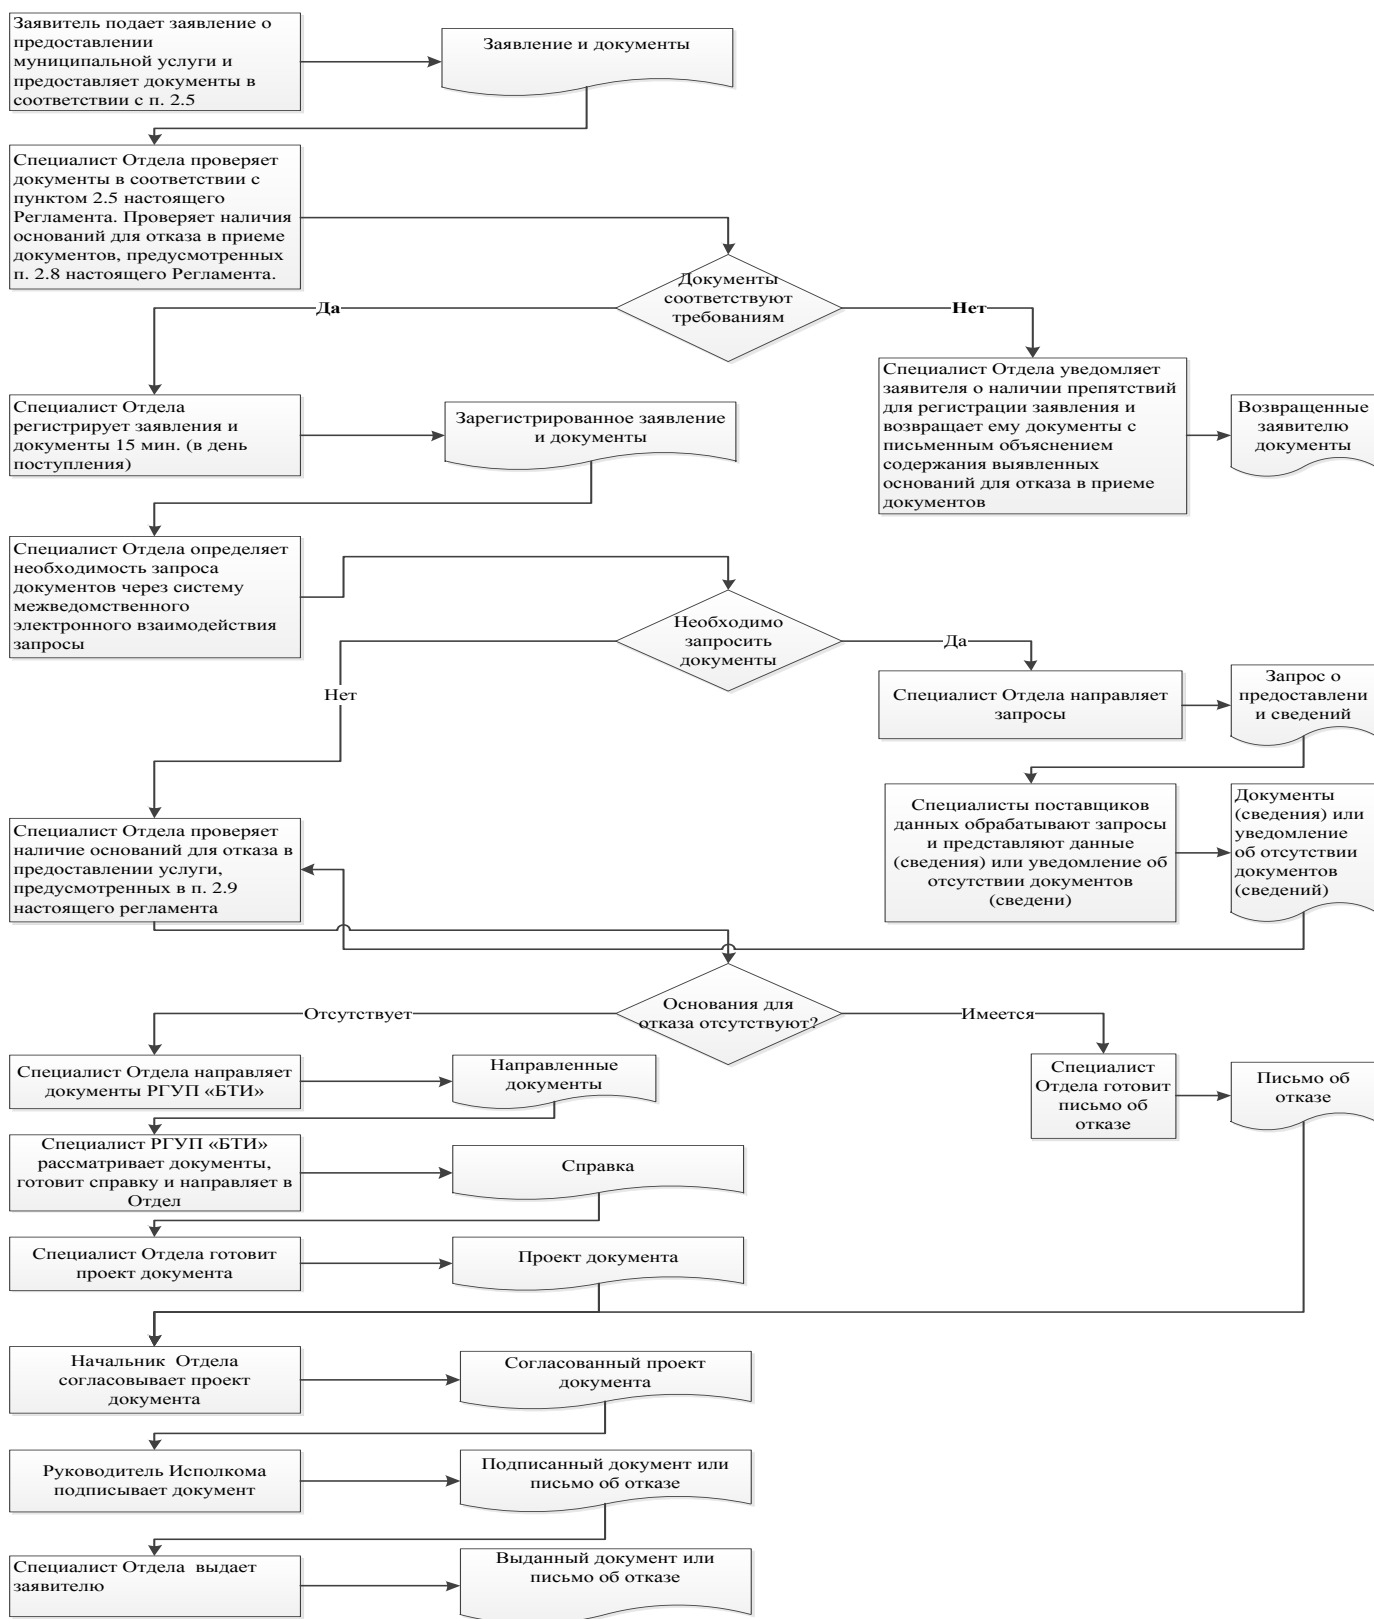 Заявитель подает заявление о
предоставлении
муниципальной услуги и
предоставляет документы в
соответствии с п. 2.5
Заявление и документы
Специалист Отдела проверяет
документы в соответствии с
пунктом 2.5 настоящего
Регламента. Проверяет наличия
оснований для отказа в приеме
документов, предусмотренных
п. 2.8 настоящего Регламента.
Документы
соответствуют
требованиям
Да
Нет
Специалист Отдела
регистрирует заявления и
документы 15 мин. (в день
поступления)
Зарегистрированное заявление
и документы
Специалист Отдела уведомляет
заявителя о наличии препятствий
для регистрации заявления и
возвращает ему документы с
письменным объяснением
содержания выявленных
оснований для отказа в приеме
документов
Возвращенные
заявителю
документы
Специалист Отдела определяет
необходимость запроса
документов через систему
межведомственного
электронного взаимодействия
запросы
Необходимо
запросить
документы
Да
Нет
Специалист Отдела направляет
запросы
Запрос о
предоставлени
и сведений
Специалисты поставщиков
данных обрабатывают запросы
и представляют данные
(сведения) или уведомление об
отсутствии документов
(сведени)
Документы
(сведения) или
уведомление
об отсутствии
документов
(сведений)
Специалист Отдела проверяет
наличие оснований для отказа в
предоставлении услуги,
предусмотренных в п. 2.9
настоящего регламента
Основания для
отказа отсутствуют?
Отсутствует
Имеется
Специалист Отдела направляет
документы РГУП «БТИ»
Направленные
документы
Специалист
Отдела готовит
письмо об
отказе
Письмо об
отказе
Специалист РГУП «БТИ»
рассматривает документы,
готовит справку и направляет в
Отдел
Справка
Специалист Отдела готовит
проект документа
Проект документа
Начальник Отдела
согласовывает проект
документа
Согласованный проект
документа
Руководитель Исполкома
подписывает документ
Подписанный документ или
письмо об отказе
Специалист Отдела выдает
заявителю
Выданный документ или
письмо об отказе